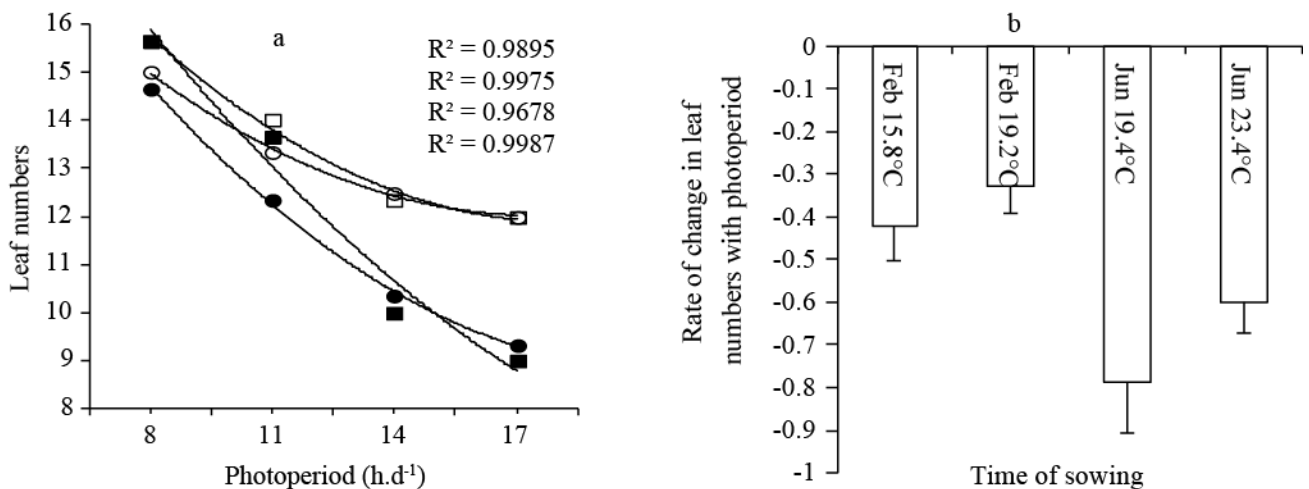 a
R² = 0.9895
R² = 0.9975
R² = 0.9678
R² = 0.9987
16
15
14
13
12
11
10
9
8
Leaf numbers
8 11 14 17
Photoperiod (h.d⁻¹)
b
0
-0.1
-0.2
-0.3
-0.4
-0.5
-0.6
-0.7
-0.8
-0.9
-1
Rate of change in leaf
numbers with photoperiod
Feb 15.8°C
Feb 19.2°C
Jun 19.4°C
Jun 23.4°C
Time of sowing